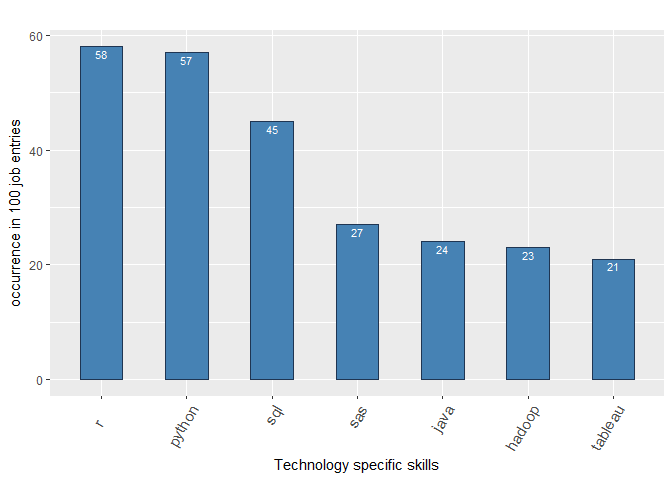 60
40
20
0
occurrence in 100 job entries
58
57
45
27
24
23
21
r
python
sql
sas
java
hadoop
tableau
Technology specific skills